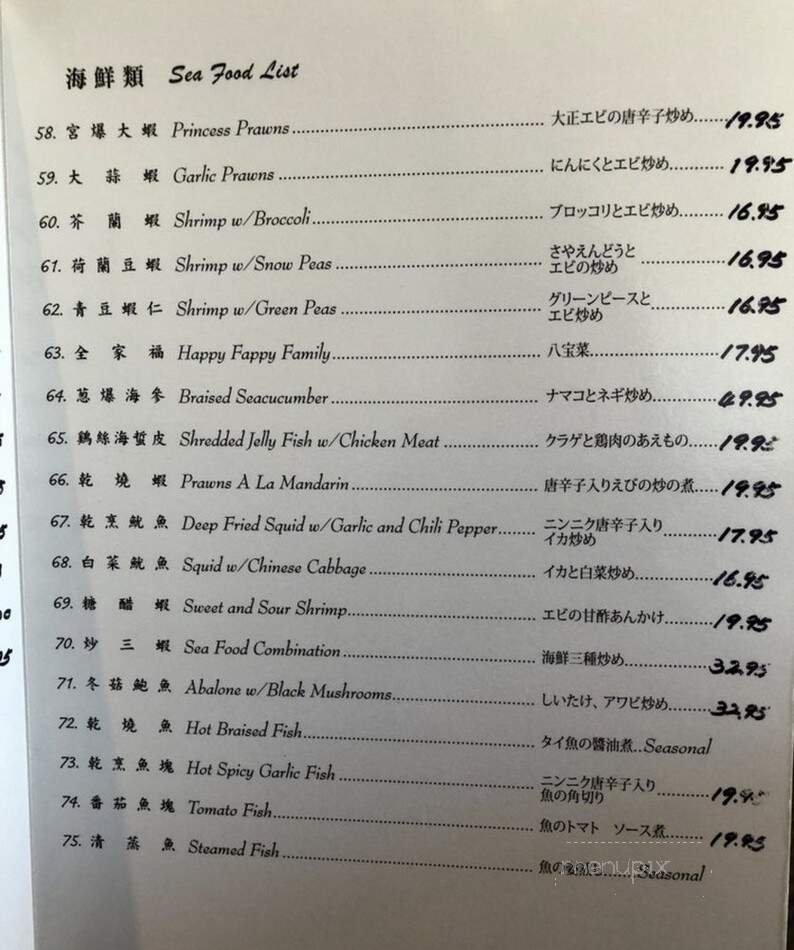 海鮮類 Sea Food List
58. 宮爆大蝦 Princess Prawns 大正エビの唐辛子炒め 19.95
59. 大蒜蝦 Garlic Prawns にんにくとエビ炒め 19.95
60. 芥蘭蝦 Shrimp w/Broccoli ブロッコリとエビ炒め 16.95
61. 荷蘭豆蝦 Shrimp w/Snow Peas さやえんどうと
エビの炒め 16.95
62. 青豆蝦仁 Shrimp w/Green Peas グリーンピースと
エビ炒め 16.95
63. 全家福 Happy Fappy Family 八宝菜 17.95
64. 葱爆海參 Braised Seacucumber ナマコとネギ炒め 49.95
65. 鷄絲海蜇皮 Shredded Jelly Fish w/Chicken Meat クラゲと鶏肉のあえもの 19.95
66. 乾燒蝦 Prawns A La Mandarin 唐辛子入りえびの炒の煮 19.95
67. 乾烹魷魚 Deep Fried Squid w/Garlic and Chili Pepper ニンニク唐辛子入り
イカ炒め 17.95
68. 白菜魷魚 Squid w/Chinese Cabbage イカと白菜炒め 16.95
69. 糖醋蝦 Sweet and Sour Shrimp エビの甘酢あんかけ 19.95
70. 炒三蝦 Sea Food Combination 海鮮三種炒め 32.95
71. 冬菇鮑魚 Abalone w/Black Mushrooms しいたけ、アワビ炒め 32.95
72. 乾燒魚 Hot Braised Fish タイ魚の醬油煮 Seasonal
73. 乾烹魚塊 Hot Spicy Garlic Fish ニンニク唐辛子入り
魚の角切り 19.95
74. 番茄魚塊 Tomato Fish 魚のトマト ソース煮 19.95
75. 清蒸魚 Steamed Fish 魚の Seasonal
menupix